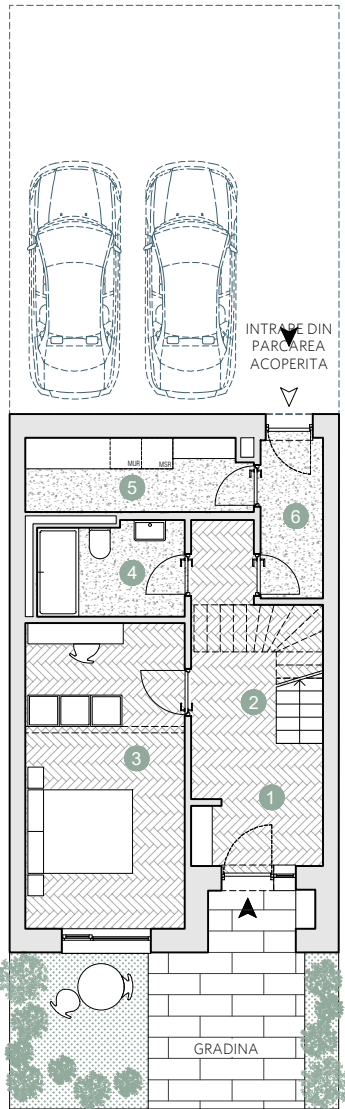 INTRARE DIN
PARCAREA
ACOPERITA
MUR MSR
5
6
4
2
3
1
GRADINA